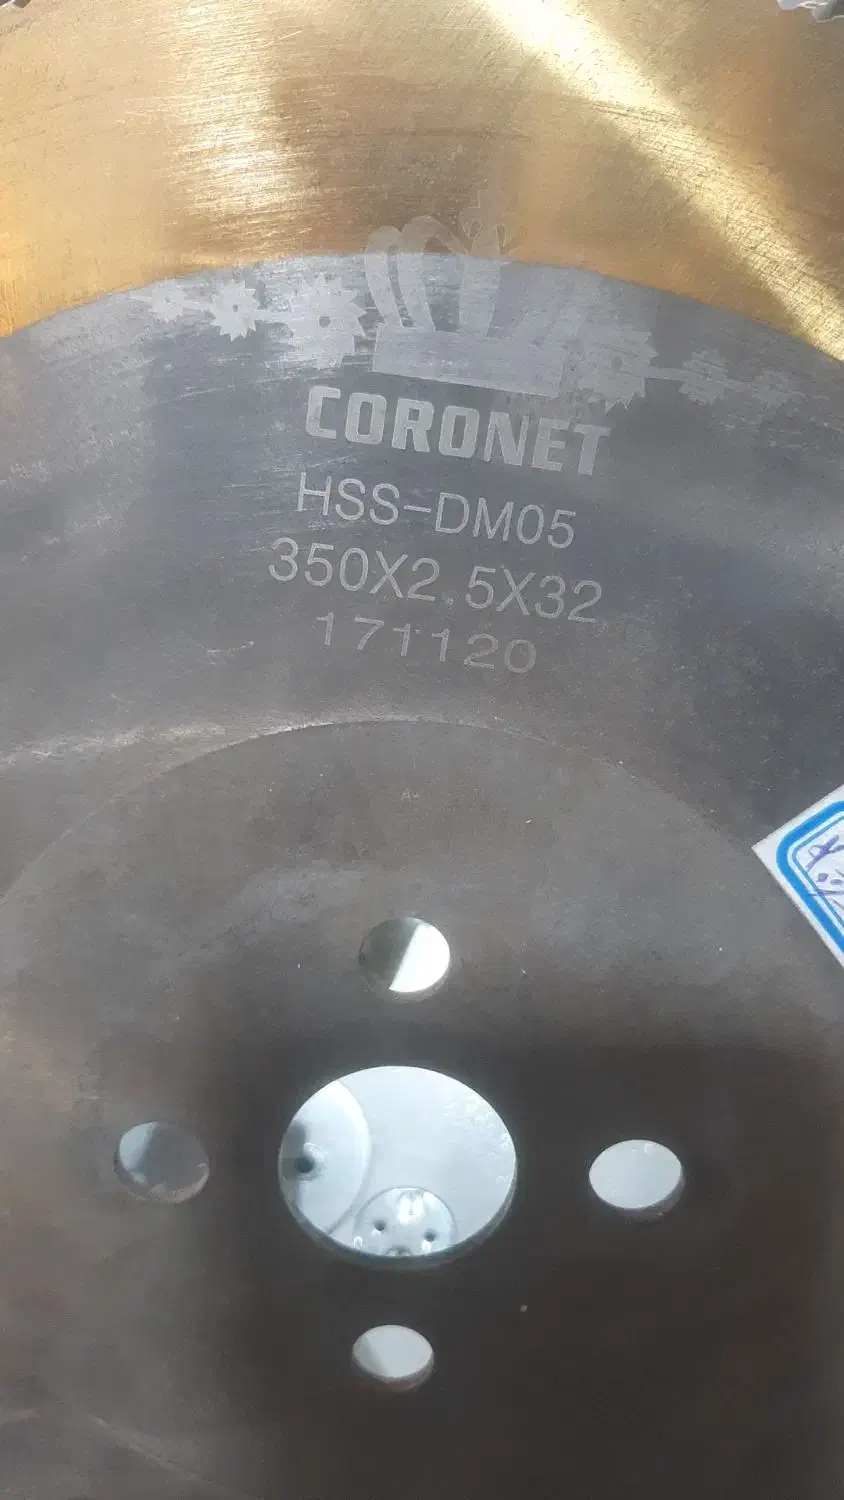 CORONET
HSS-DM05
350X2.5X32
171120
A+